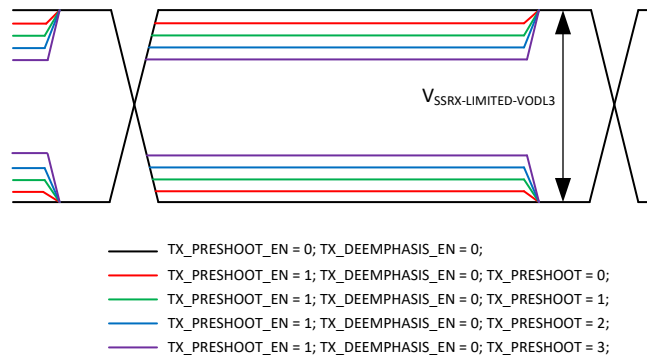 VSSRX-LIMITED-VODL3
TX_PRESHOOT_EN = 0; TX_DEEMPHASIS_EN = 0;
TX_PRESHOOT_EN = 1; TX_DEEMPHASIS_EN = 0; TX_PRESHOOT = 0;
TX_PRESHOOT_EN = 1; TX_DEEMPHASIS_EN = 0; TX_PRESHOOT = 1;
TX_PRESHOOT_EN = 1; TX_DEEMPHASIS_EN = 0; TX_PRESHOOT = 2;
TX_PRESHOOT_EN = 1; TX_DEEMPHASIS_EN = 0; TX_PRESHOOT = 3;